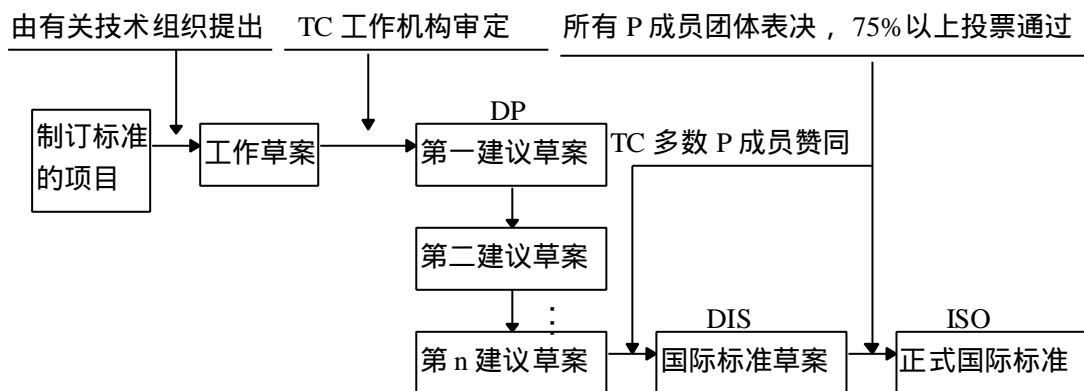 由有关技术组织提出
TC 工作机构审定
所有 P 成员团体表决，75%以上投票通过
制订标准
的项目
工作草案
DP
第一建议草案
TC 多数 P 成员赞同
第二建议草案
⋮
第 n 建议草案
DIS
国际标准草案
ISO
正式国际标准